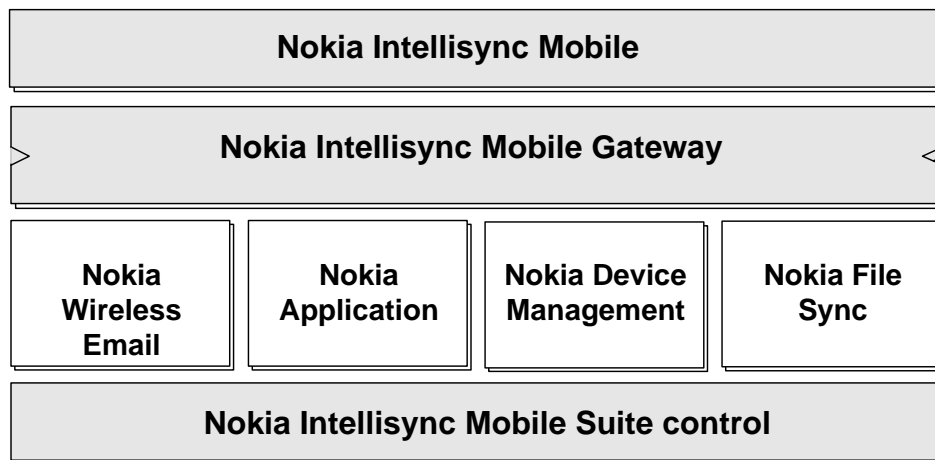 Nokia Intellisync Mobile
Nokia Intellisync Mobile Gateway
Nokia
Wireless
Email
Nokia
Application
Nokia Device
Management
Nokia File
Sync
Nokia Intellisync Mobile Suite control